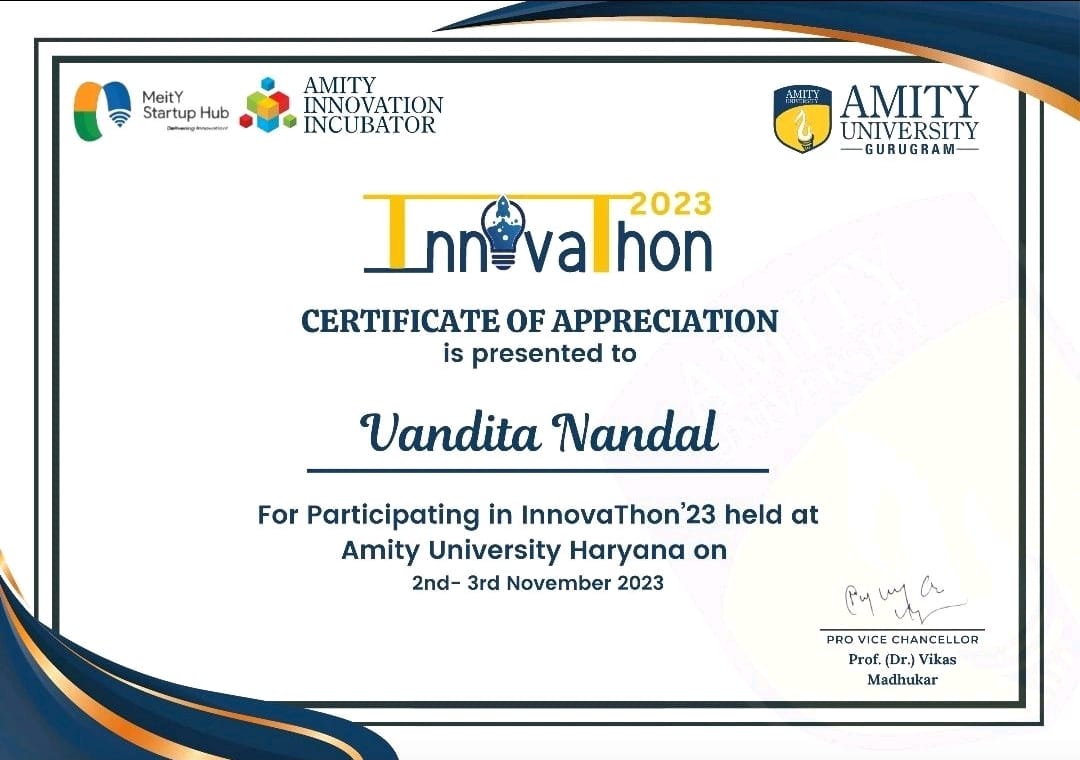 MeitY
Startup Hub
Delivering Innovation!
AMITY
INNOVATION
INCUBATOR
AMITY
UNIVERSITY
AMITY
UNIVERSITY
GURUGRAM
2023
InnovaThon
CERTIFICATE OF APPRECIATION
is presented to
Vandita Nandal
For Participating in InnovaThon'23 held at
Amity University Haryana on
2nd- 3rd November 2023
PRO VICE CHANCELLOR
Prof. (Dr.) Vikas
Madhukar